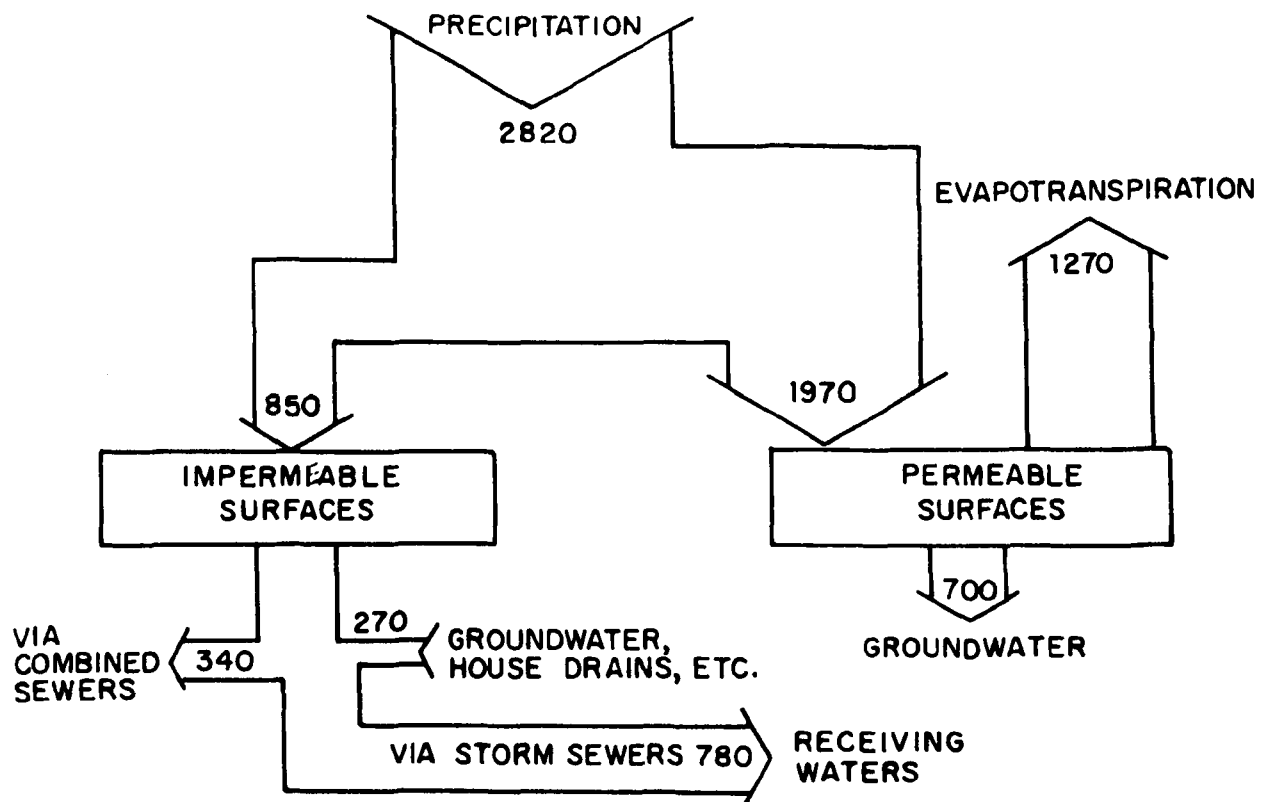 PRECIPITATION
2820
EVAPOTRANSPIRATION
1270
850
1970
IMPERMEABLE
SURFACES
PERMEABLE
SURFACES
700
GROUNDWATER
VIA
COMBINED
SEWERS
340
270
GROUNDWATER,
HOUSE DRAINS, ETC.
VIA STORM SEWERS 780
RECEIVING
WATERS